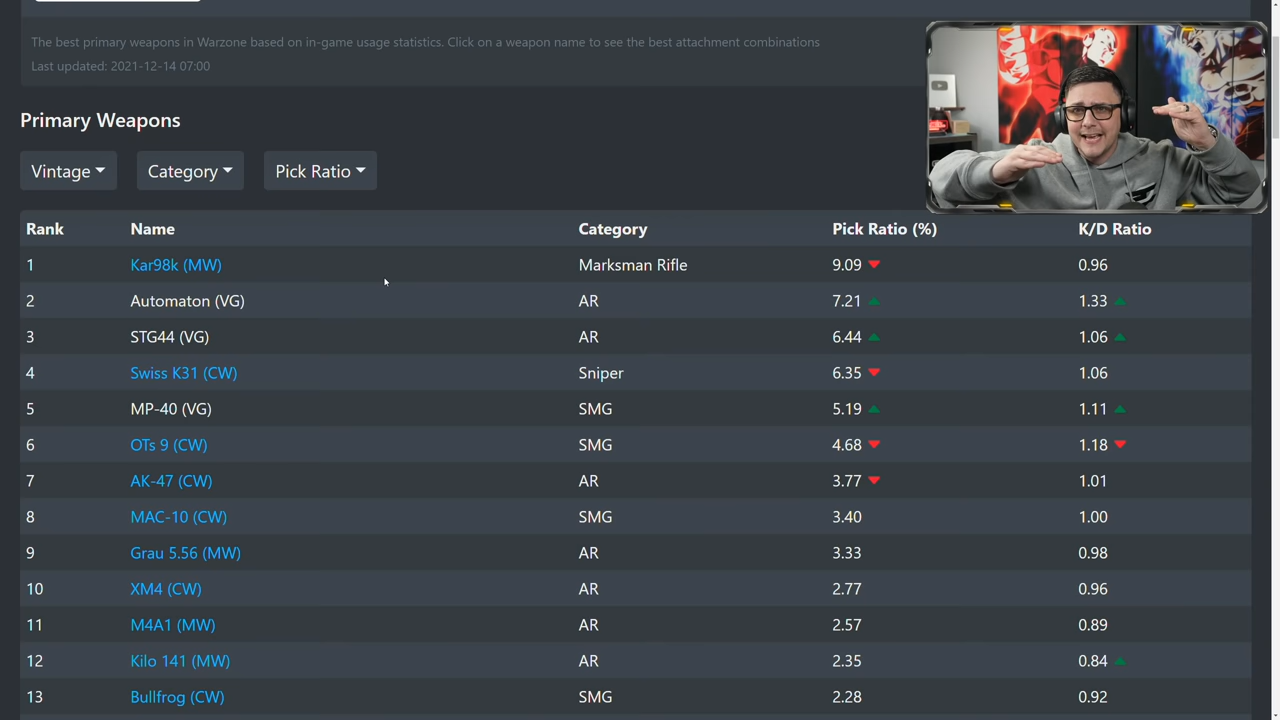 The best primary weapons in Warzone based on in-game usage statistics. Click on a weapon name to see the best attachment combinations
Last updated: 2021-12-14 07:00
Primary Weapons
Vintage Category Pick Ratio
Rank Name Category Pick Ratio (%) K/D Ratio
1 Kar98k (MW) Marksman Rifle 9.09 0.96
2 Automaton (VG) AR 7.21 1.33
3 STG44 (VG) AR 6.44 1.06
4 Swiss K31 (CW) Sniper 6.35 1.06
5 MP-40 (VG) SMG 5.19 1.11
6 OTs 9 (CW) SMG 4.68 1.18
7 AK-47 (CW) AR 3.77 1.01
8 MAC-10 (CW) SMG 3.40 1.00
9 Grau 5.56 (MW) AR 3.33 0.98
10 XM4 (CW) AR 2.77 0.96
11 M4A1 (MW) AR 2.57 0.89
12 Kilo 141 (MW) AR 2.35 0.84
13 Bullfrog (CW) SMG 2.28 0.92